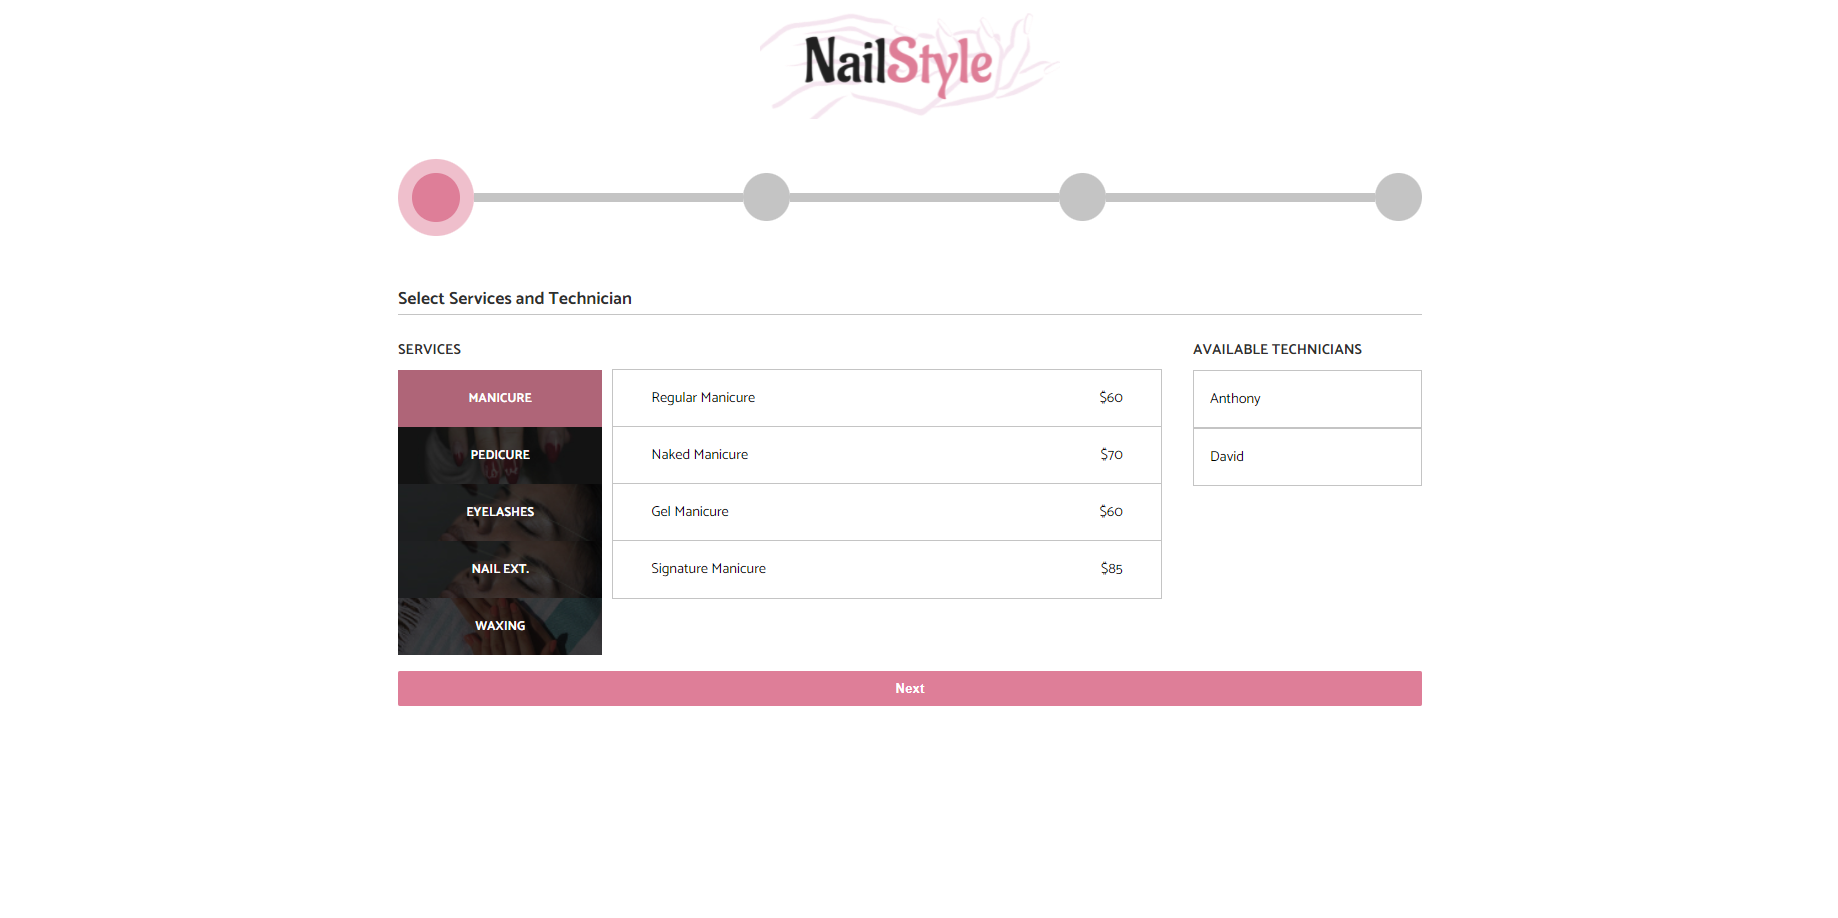 NailStyle
Select Services and Technician
SERVICES
AVAILABLE TECHNICIANS
MANICURE
PEDICURE
EYELASHES
NAIL EXT.
WAXING
Regular Manicure $60
Naked Manicure $70
Gel Manicure $60
Signature Manicure $85
Anthony
David
Next